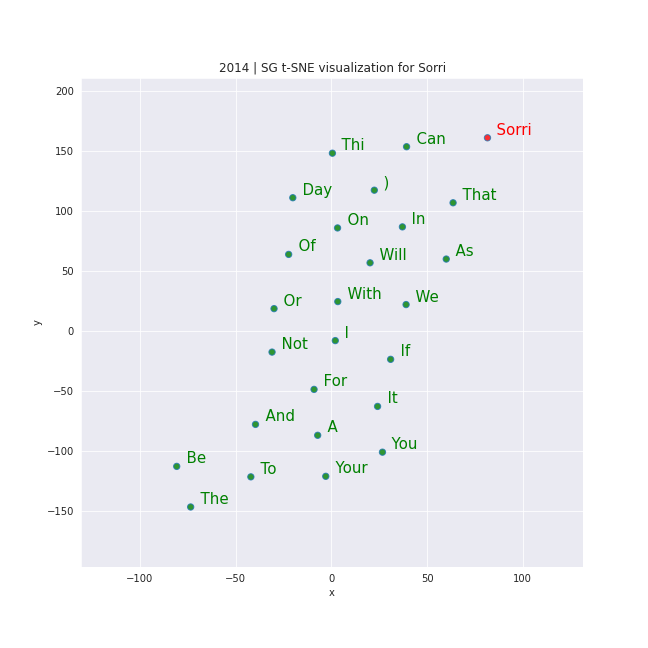 2014 | SG t-SNE visualization for Sorri
200
Sorri
Can
150
Thi
)
Day
That
100
On
In
Of
As
Will
50
With
We
Or
I
0
Not
If
y
For
−50
It
And
A
You
−100
Be
To
Your
The
−150
−100
−50
0
50
100
x